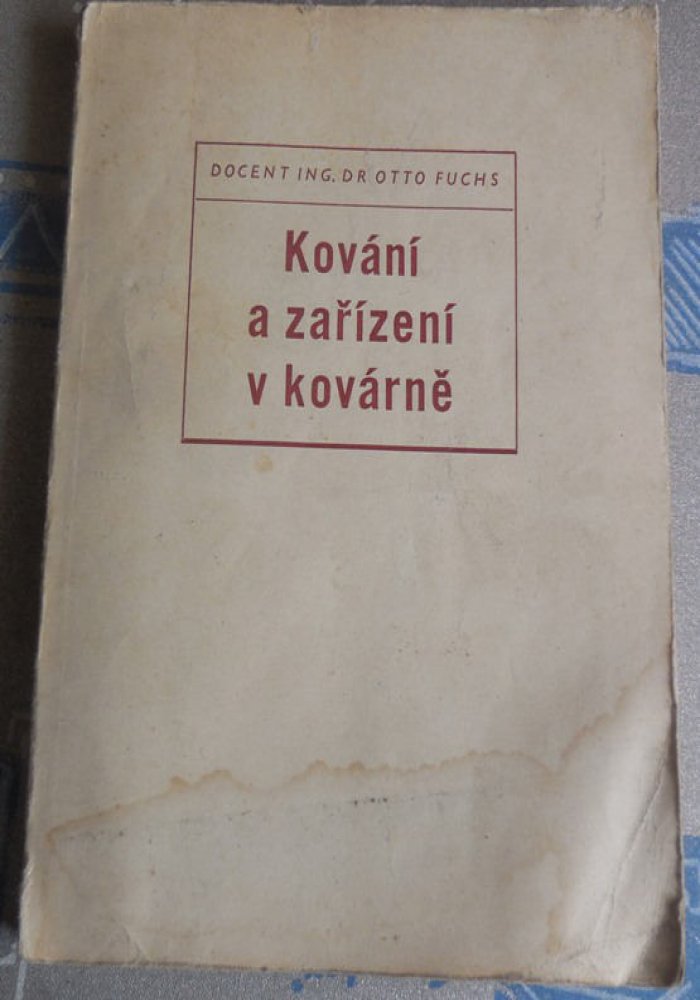 DOCENT ING. DR OTTO FUCHS
Kování
a zařízení
v kovárně